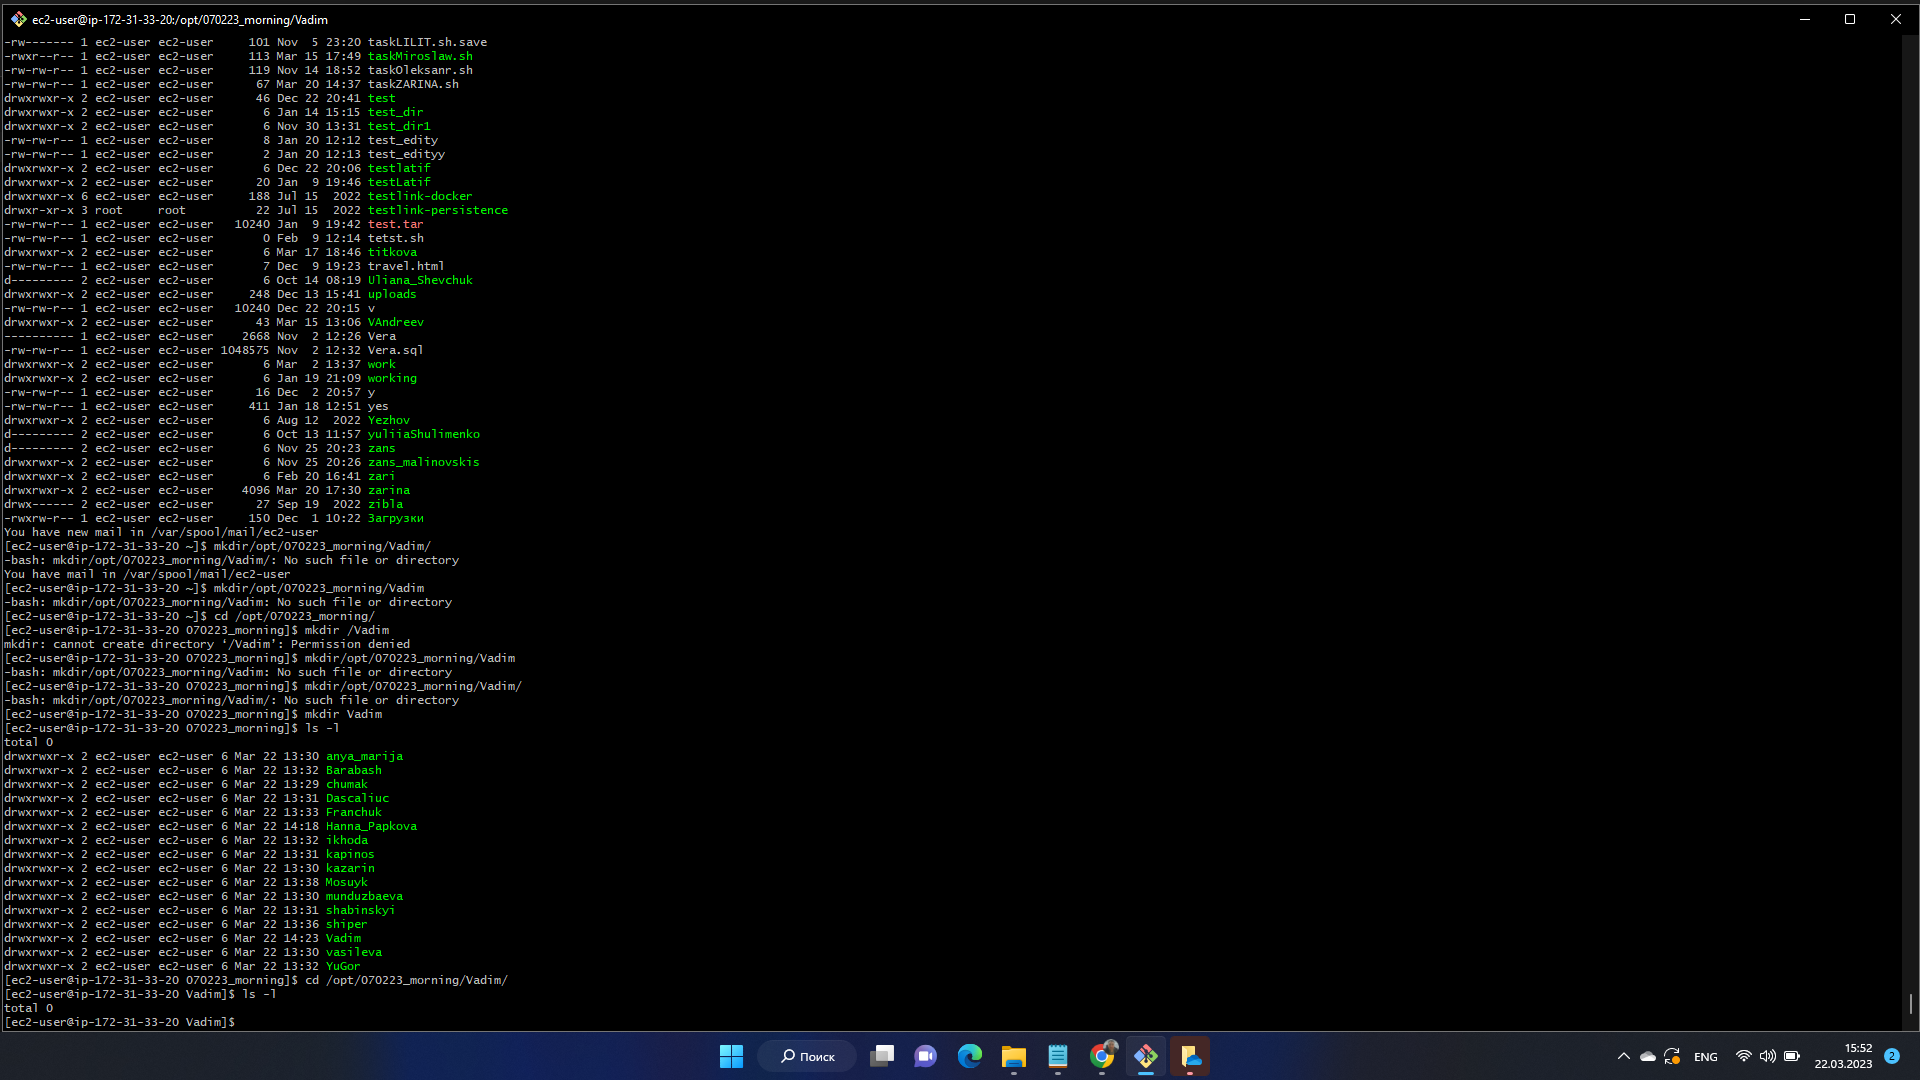 ec2-user@ip-172-31-33-20:/opt/070223_morning/Vadim
-rw------- 1 ec2-user ec2-user     101 Nov  5 23:20 taskLILIT.sh.save
-rwxr--r-- 1 ec2-user ec2-user     113 Mar 15 17:49 taskMiroslaw.sh
-rw-rw-r-- 1 ec2-user ec2-user     119 Nov 14 18:52 taskOleksanr.sh
-rw-rw-r-- 1 ec2-user ec2-user      67 Mar 20 14:37 taskZARINA.sh
drwxrwxr-x 2 ec2-user ec2-user      46 Dec 22 20:41 test
drwxrwxr-x 2 ec2-user ec2-user       6 Jan 14 15:15 test_dir
drwxrwxr-x 2 ec2-user ec2-user       6 Nov 30 13:31 test_dir1
-rw-rw-r-- 1 ec2-user ec2-user       8 Jan 20 12:12 test_edity
-rw-rw-r-- 1 ec2-user ec2-user       2 Jan 20 12:13 test_edityy
drwxrwxr-x 2 ec2-user ec2-user       6 Dec 22 20:06 testlatif
drwxrwxr-x 2 ec2-user ec2-user      20 Jan  9 19:46 testLatif
drwxrwxr-x 6 ec2-user ec2-user     188 Jul 15  2022 testlink-docker
drwxr-xr-x 3 root     root          22 Jul 15  2022 testlink-persistence
-rw-rw-r-- 1 ec2-user ec2-user   10240 Jan  9 19:42 test.tar
-rw-rw-r-- 1 ec2-user ec2-user       0 Feb  9 12:14 tetst.sh
drwxrwxr-x 2 ec2-user ec2-user       6 Mar 17 18:46 titkova
-rw-rw-r-- 1 ec2-user ec2-user       7 Dec  9 19:23 travel.html
d--------- 2 ec2-user ec2-user       6 Oct 14 08:19 Uliana_Shevchuk
drwxrwxr-x 2 ec2-user ec2-user     248 Dec 13 15:41 uploads
-rw-rw-r-- 1 ec2-user ec2-user   10240 Dec 22 20:15 v
drwxrwxr-x 2 ec2-user ec2-user      43 Mar 15 13:06 VAndreev
---------- 1 ec2-user ec2-user    2668 Nov  2 12:26 Vera
-rw-rw-r-- 1 ec2-user ec2-user 1048575 Nov  2 12:32 Vera.sql
drwxrwxr-x 2 ec2-user ec2-user       6 Mar  2 13:37 work
drwxrwxr-x 2 ec2-user ec2-user       6 Jan 19 21:09 working
-rw-rw-r-- 1 ec2-user ec2-user      16 Dec  2 20:57 y
-rw-rw-r-- 1 ec2-user ec2-user     411 Jan 18 12:51 yes
drwxrwxr-x 2 ec2-user ec2-user       6 Aug 12  2022 Yezhov
d--------- 2 ec2-user ec2-user       6 Oct 13 11:57 yuliiaShulimenko
d--------- 2 ec2-user ec2-user       6 Nov 25 20:23 zans
drwxrwxr-x 2 ec2-user ec2-user       6 Nov 25 20:26 zans_malinovskis
drwxrwxr-x 2 ec2-user ec2-user       6 Feb 20 16:41 zari
drwxrwxr-x 2 ec2-user ec2-user    4096 Mar 20 17:30 zarina
drwx------ 2 ec2-user ec2-user      27 Sep 19  2022 zibla
-rwxrw-r-- 1 ec2-user ec2-user     150 Dec  1 10:22 Загрузки
You have new mail in /var/spool/mail/ec2-user
[ec2-user@ip-172-31-33-20 ~]$ mkdir/opt/070223_morning/Vadim/
-bash: mkdir/opt/070223_morning/Vadim/: No such file or directory
You have mail in /var/spool/mail/ec2-user
[ec2-user@ip-172-31-33-20 ~]$ mkdir/opt/070223_morning/Vadim
-bash: mkdir/opt/070223_morning/Vadim: No such file or directory
[ec2-user@ip-172-31-33-20 ~]$ cd /opt/070223_morning/
[ec2-user@ip-172-31-33-20 070223_morning]$ mkdir /Vadim
mkdir: cannot create directory ‘/Vadim’: Permission denied
[ec2-user@ip-172-31-33-20 070223_morning]$ mkdir/opt/070223_morning/Vadim
-bash: mkdir/opt/070223_morning/Vadim: No such file or directory
[ec2-user@ip-172-31-33-20 070223_morning]$ mkdir/opt/070223_morning/Vadim/
-bash: mkdir/opt/070223_morning/Vadim/: No such file or directory
[ec2-user@ip-172-31-33-20 070223_morning]$ mkdir Vadim
[ec2-user@ip-172-31-33-20 070223_morning]$ ls -l
total 0
drwxrwxr-x 2 ec2-user ec2-user 6 Mar 22 13:30 anya_marija
drwxrwxr-x 2 ec2-user ec2-user 6 Mar 22 13:32 Barabash
drwxrwxr-x 2 ec2-user ec2-user 6 Mar 22 13:29 chumak
drwxrwxr-x 2 ec2-user ec2-user 6 Mar 22 13:31 Dascaliuc
drwxrwxr-x 2 ec2-user ec2-user 6 Mar 22 13:33 Franchuk
drwxrwxr-x 2 ec2-user ec2-user 6 Mar 22 14:18 Hanna_Papkova
drwxrwxr-x 2 ec2-user ec2-user 6 Mar 22 13:32 ikhoda
drwxrwxr-x 2 ec2-user ec2-user 6 Mar 22 13:31 kapinos
drwxrwxr-x 2 ec2-user ec2-user 6 Mar 22 13:30 kazarin
drwxrwxr-x 2 ec2-user ec2-user 6 Mar 22 13:38 Mosuyk
drwxrwxr-x 2 ec2-user ec2-user 6 Mar 22 13:30 munduzbaeva
drwxrwxr-x 2 ec2-user ec2-user 6 Mar 22 13:31 shabinskyi
drwxrwxr-x 2 ec2-user ec2-user 6 Mar 22 13:36 shiper
drwxrwxr-x 2 ec2-user ec2-user 6 Mar 22 14:23 Vadim
drwxrwxr-x 2 ec2-user ec2-user 6 Mar 22 13:30 vasileva
drwxrwxr-x 2 ec2-user ec2-user 6 Mar 22 13:32 YuGor
[ec2-user@ip-172-31-33-20 070223_morning]$ cd /opt/070223_morning/Vadim/
[ec2-user@ip-172-31-33-20 Vadim]$ ls -l
total 0
[ec2-user@ip-172-31-33-20 Vadim]$
Поиск
ENG
15:52
22.03.2023
2